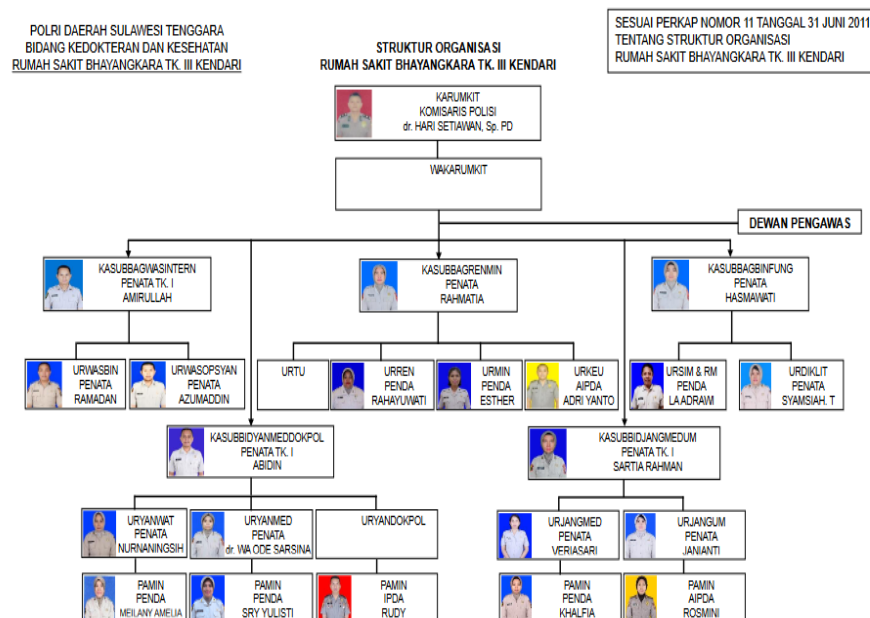 POLRI DAERAH SULAWESI TENGGARA
BIDANG KEDOKTERAN DAN KESEHATAN
RUMAH SAKIT BHAYANGKARA TK. III KENDARI
STRUKTUR ORGANISASI
RUMAH SAKIT BHAYANGKARA TK. III KENDARI
SESUAI PERKAP NOMOR 11 TANGGAL 31 JUNI 2011
TENTANG STRUKTUR ORGANISASI
RUMAH SAKIT BHAYANGKARA TK. III KENDARI
KARUMKIT
KOMISARIS POLISI
dr. HARI SETIAWAN, Sp. PD
WAKARUMKIT
DEWAN PENGAWAS
KASUBBAGWASINTERN
PENATA TK. I
AMIRULLAH
KASUBBAGRENMIN
PENATA
RAHMATIA
KASUBBAGBINFUNG
PENATA
HASMAWATI
URWASBIN
PENATA
RAMADAN
URWASOPSYAN
PENATA
AZUMADDIN
URTU
URREN
PENDA
RAHAYUWATI
URMIN
PENDA
ESTHER
URKEU
AIPDA
ADRI YANTO
URSIM & RM
PENDA
LA ADRAWI
URDIKLIT
PENATA
SYAMSIAH. T
KASUBBIDYANMEDDOKPOL
PENATA TK. I
ABIDIN
KASUBBIDJANGMEDUM
PENATA TK. I
SARTIA RAHMAN
URYANWAT
PENATA
NURNANINGSIH
URYANMED
PENATA
dr. WA ODE SARSINA
URYANDOKPOL
URJANGMED
PENATA
VERIASARI
URJANGUM
PENATA
JANIANTI
PAMIN
PENDA
MEILANY AMELIA
PAMIN
PENDA
SRY YULISTI
PAMIN
IPDA
RUDY
PAMIN
PENDA
KHALFIA
PAMIN
AIPDA
ROSMINI